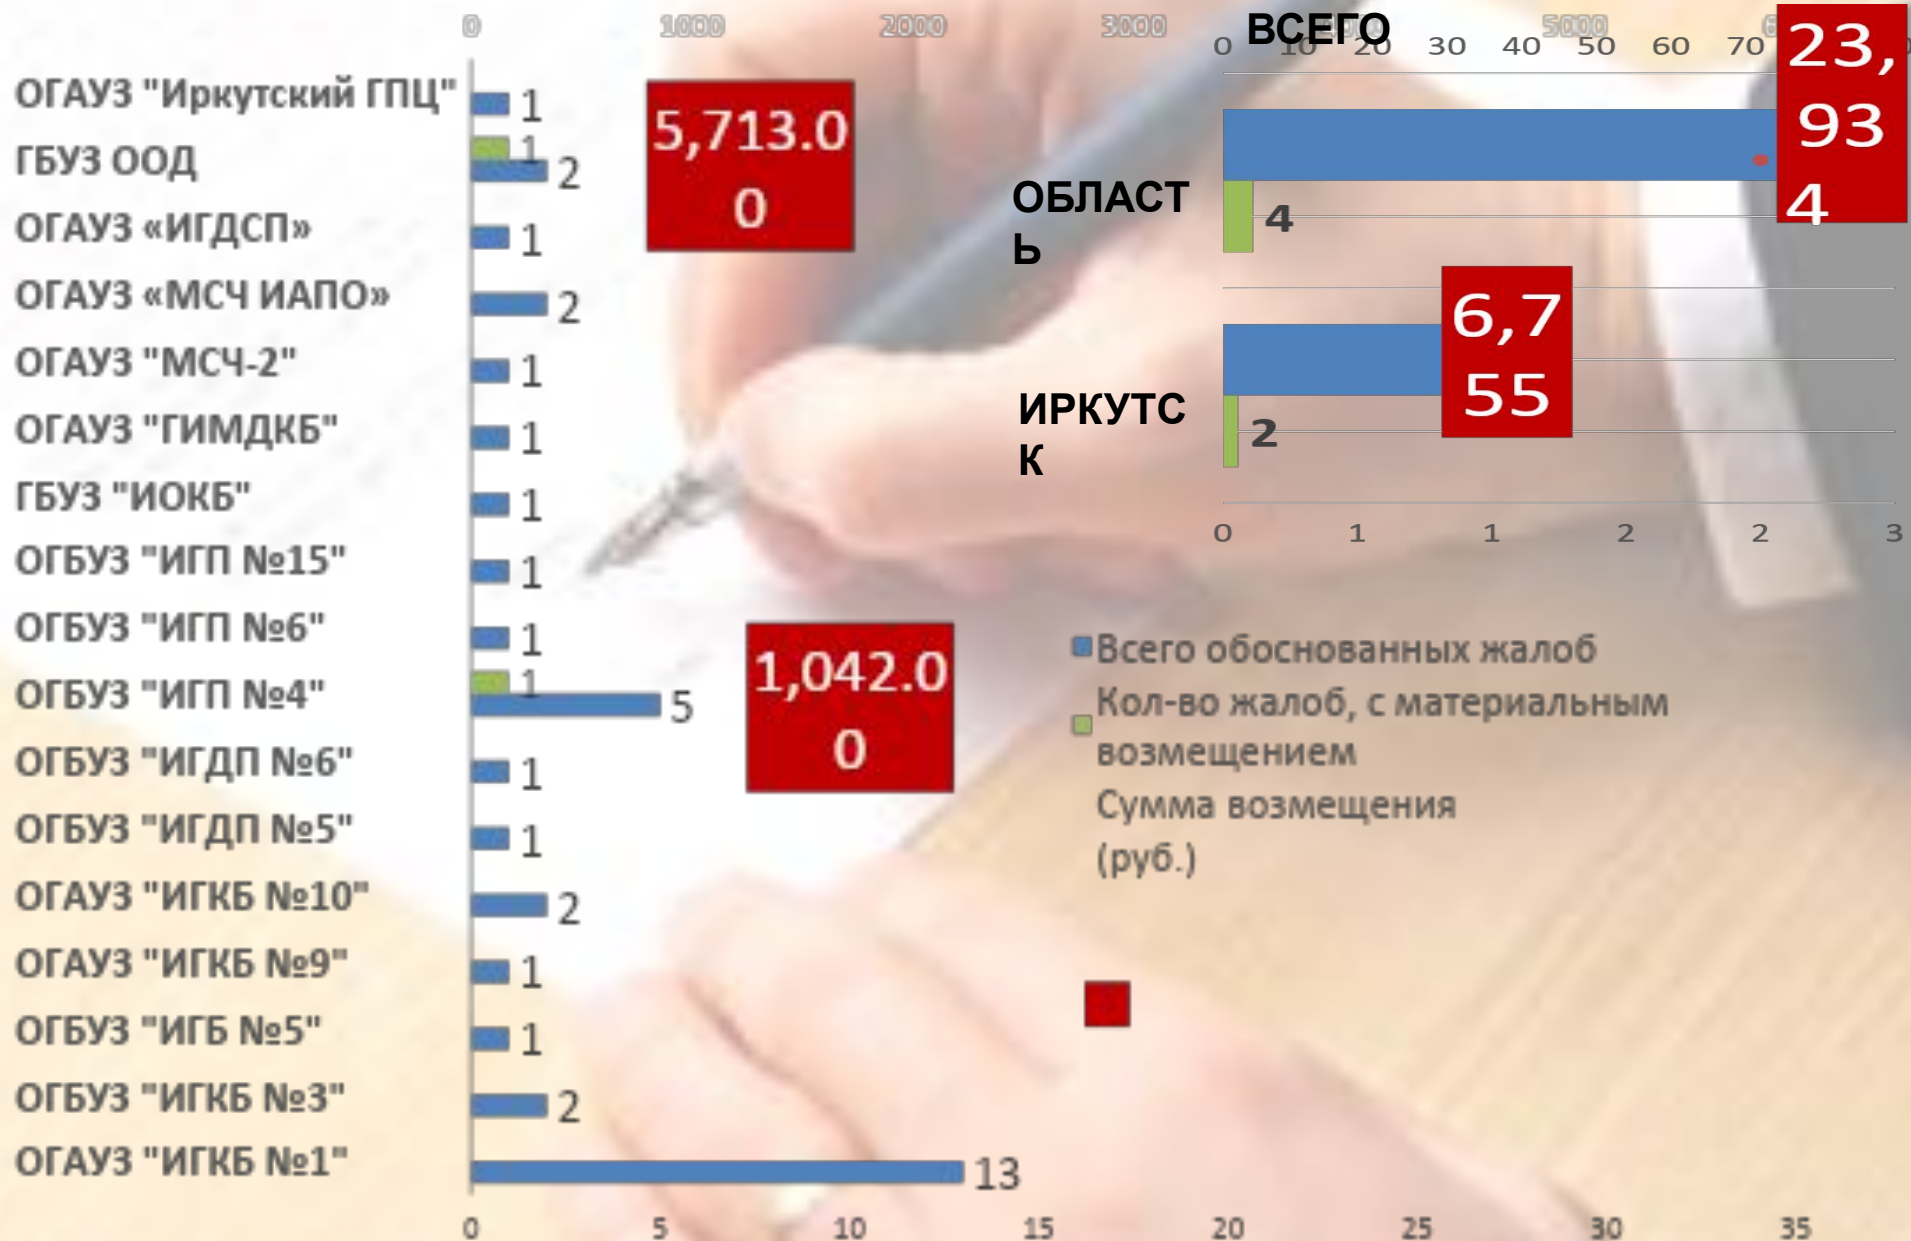 0 1000 2000 3000 5000
ОГАУЗ "Иркутский ГПЦ" 1
ГБУЗ ООД 1 2
ОГАУЗ «ИГДСП» 1
ОГАУЗ «МСЧ ИАПО» 2
ОГАУЗ "МСЧ-2" 1
ОГАУЗ "ГИМДКБ" 1
ГБУЗ "ИОКБ" 1
ОГБУЗ "ИГП №15" 1
ОГБУЗ "ИГП №6" 1
ОГБУЗ "ИГП №4" 1 5
ОГБУЗ "ИГДП №6" 1
ОГБУЗ "ИГДП №5" 1
ОГАУЗ "ИГКБ №10" 2
ОГАУЗ "ИГКБ №9" 1
ОГБУЗ "ИГБ №5" 1
ОГБУЗ "ИГКБ №3" 2
ОГАУЗ "ИГКБ №1" 13
0 5 10 15 20 25 30 35
5,713.0
0
1,042.0
0
ВСЕГО
0 10 20 30 40 50 60 70
23,
93
4
ОБЛАСТ
Ь
4
6,7
55
ИРКУТС
К
2
0 1 1 2 2 3
Всего обоснованных жалоб
Кол-во жалоб, с материальным
возмещением
Сумма возмещения
(руб.)